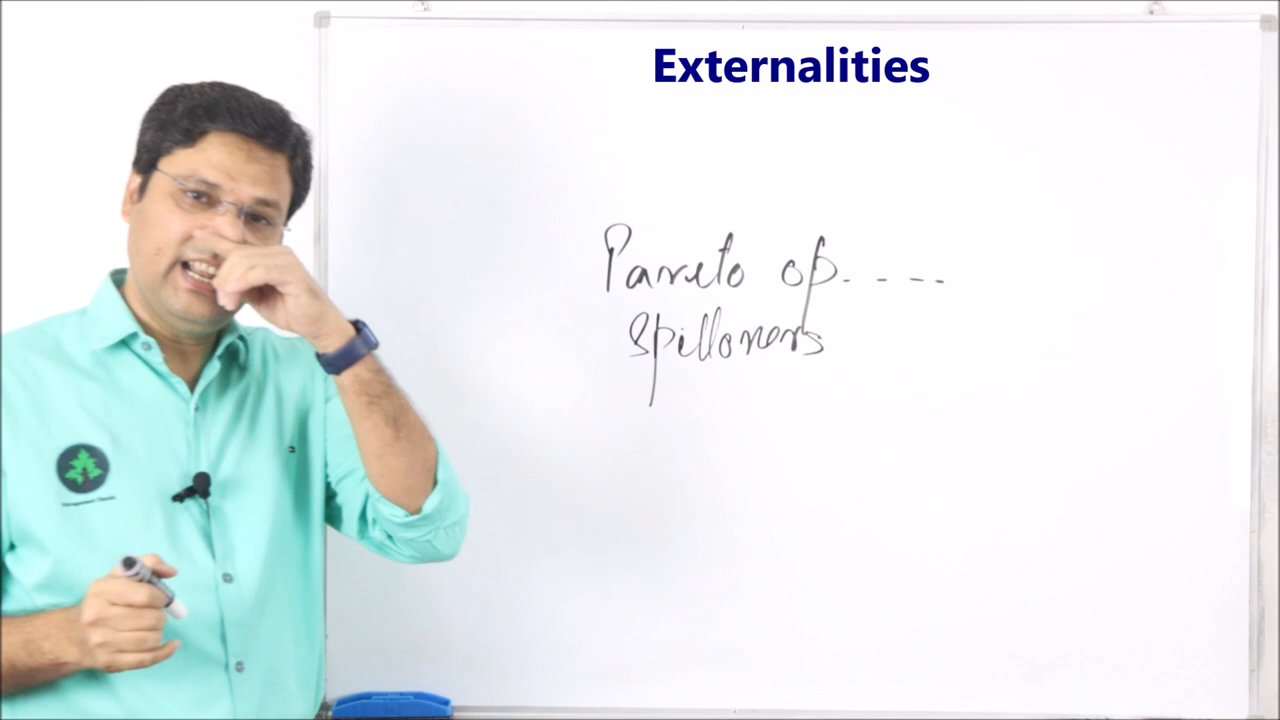 Externalities
Pareto op. - - -
Spillovers